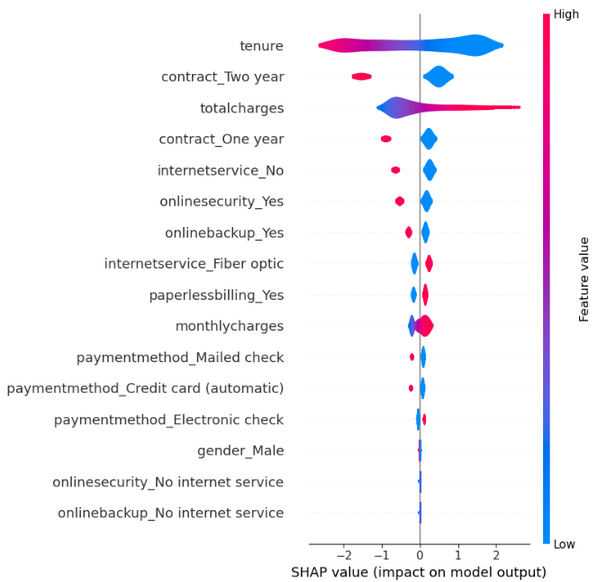 High
tenure
contract_Two year
totalcharges
contract_One year
internetservice_No
onlinesecurity_Yes
onlinebackup_Yes
internetservice_Fiber optic
paperlessbilling_Yes
monthlycharges
paymentmethod_Mailed check
paymentmethod_Credit card (automatic)
paymentmethod_Electronic check
gender_Male
onlinesecurity_No internet service
onlinebackup_No internet service
Feature value
Low
−2 −1 0 1 2
SHAP value (impact on model output)